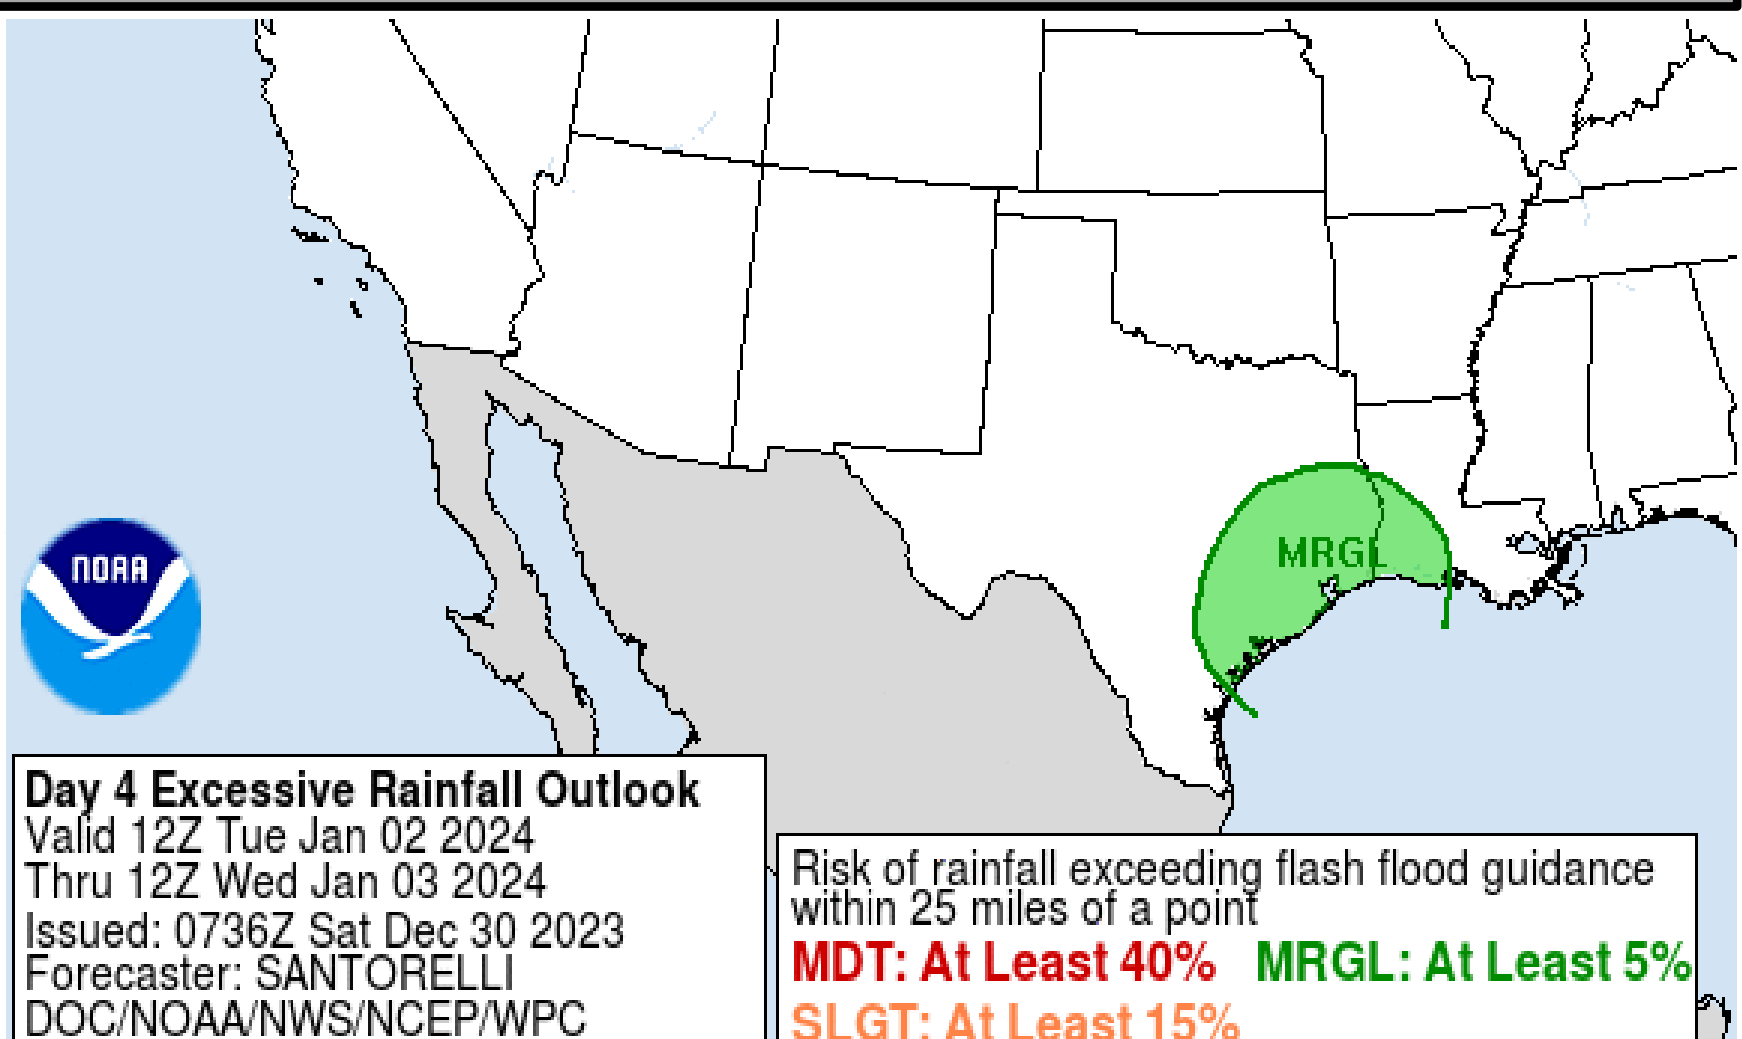 MRGL
NOAA
Day 4 Excessive Rainfall Outlook
Valid 12Z Tue Jan 02 2024
Thru 12Z Wed Jan 03 2024
Issued: 0736Z Sat Dec 30 2023
Forecaster: SANTORELLI
DOC/NOAA/NWS/NCEP/WPC
Risk of rainfall exceeding flash flood guidance
within 25 miles of a point
MDT: At Least 40% MRGL: At Least 5%
SLGT: At Least 15%